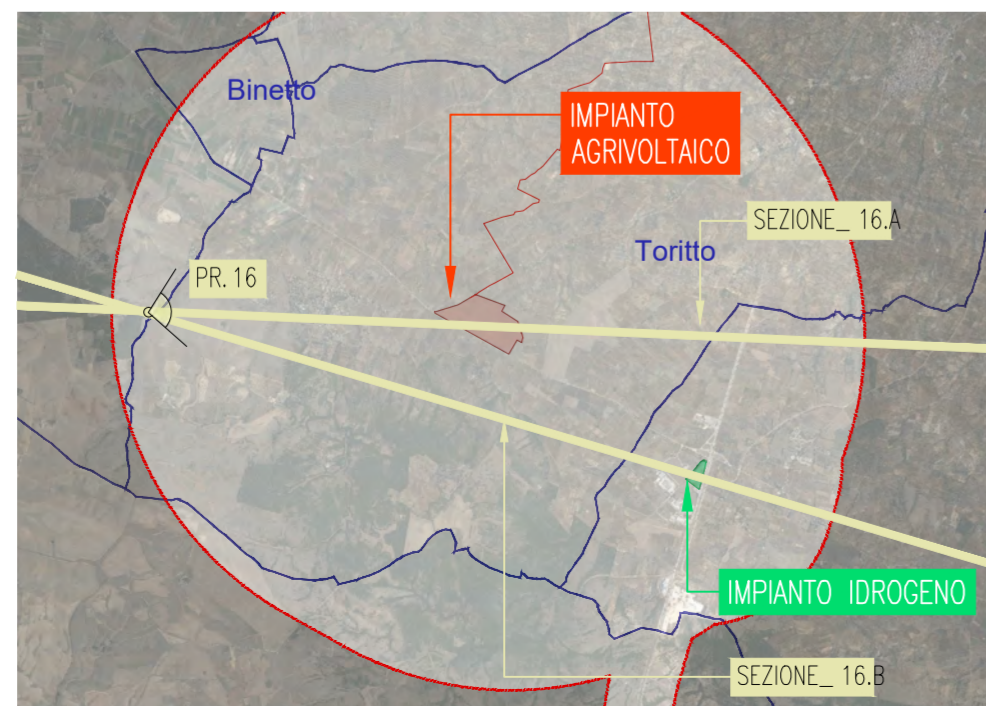 Binetto
IMPIANTO
AGRIVOLTAICO
SEZIONE_ 16.A
Toritto
PR.16
IMPIANTO IDROGENO
SEZIONE_ 16.B